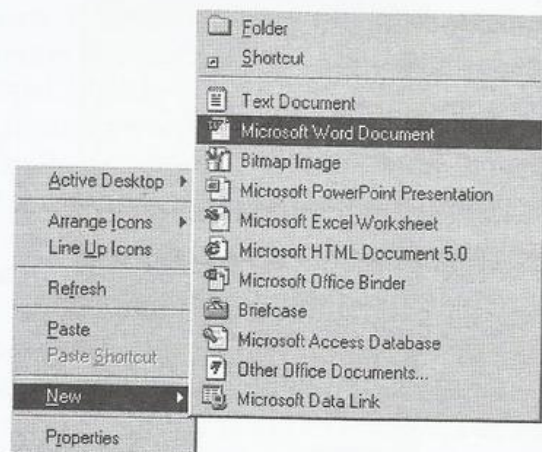 Active Desktop
Arrange Icons
Line Up Icons
Refresh
Paste
Paste Shortcut
New
Properties
Folder
Shortcut
Text Document
Microsoft Word Document
Bitmap Image
Microsoft PowerPoint Presentation
Microsoft Excel Worksheet
Microsoft HTML Document 5.0
Microsoft Office Binder
Briefcase
Microsoft Access Database
Other Office Documents...
Microsoft Data Link